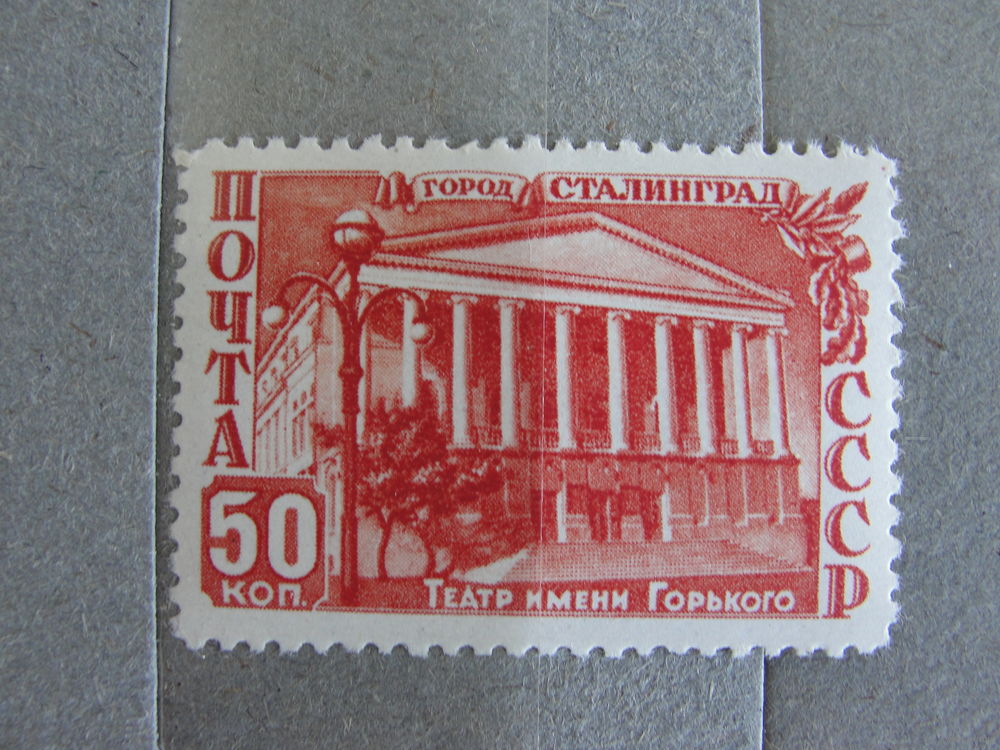 ПОЧТА
ГОРОД СТАЛИНГРАД
СССР
50
КОП.
ТЕАТР ИМЕНИ ГОРЬКОГО